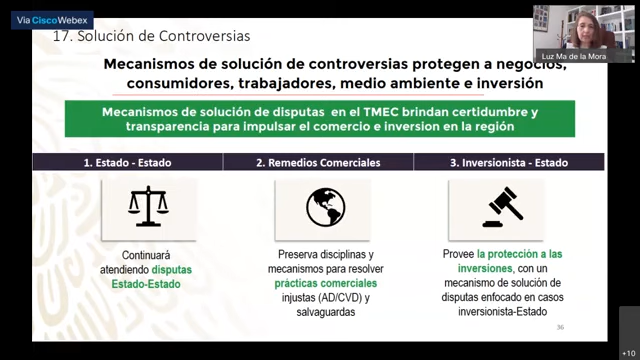 Via Cisco Webex
17. Solución de Controversias
Luz Ma de la Mora
Mecanismos de solución de controversias protegen a negocios,
consumidores, trabajadores, medio ambiente e inversión
Mecanismos de solución de disputas en el TMEC brindan certidumbre y
transparencia para impulsar el comercio e inversion en la región
1. Estado - Estado
2. Remedios Comerciales
3. Inversionista - Estado
Continuará
atendiendo disputas
Estado-Estado
Preserva disciplinas y
mecanismos para resolver
prácticas comerciales
injustas (AD/CVD) y
salvaguardas
Provee la protección a las
inversiones, con un
mecanismo de solución de
disputas enfocado en casos
inversionista-Estado
36
+10